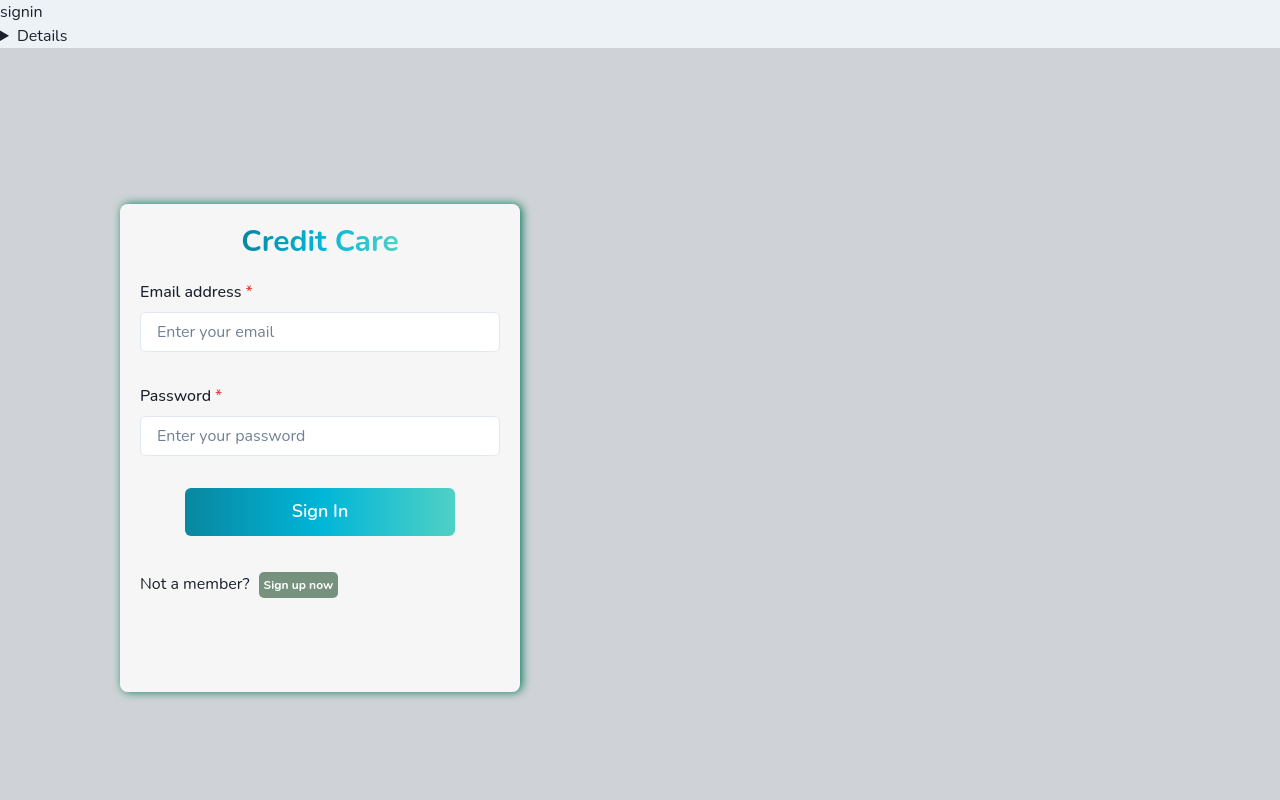 signin
Details
Credit Care
Email address *
Enter your email
Password *
Enter your password
Sign In
Not a member? Sign up now